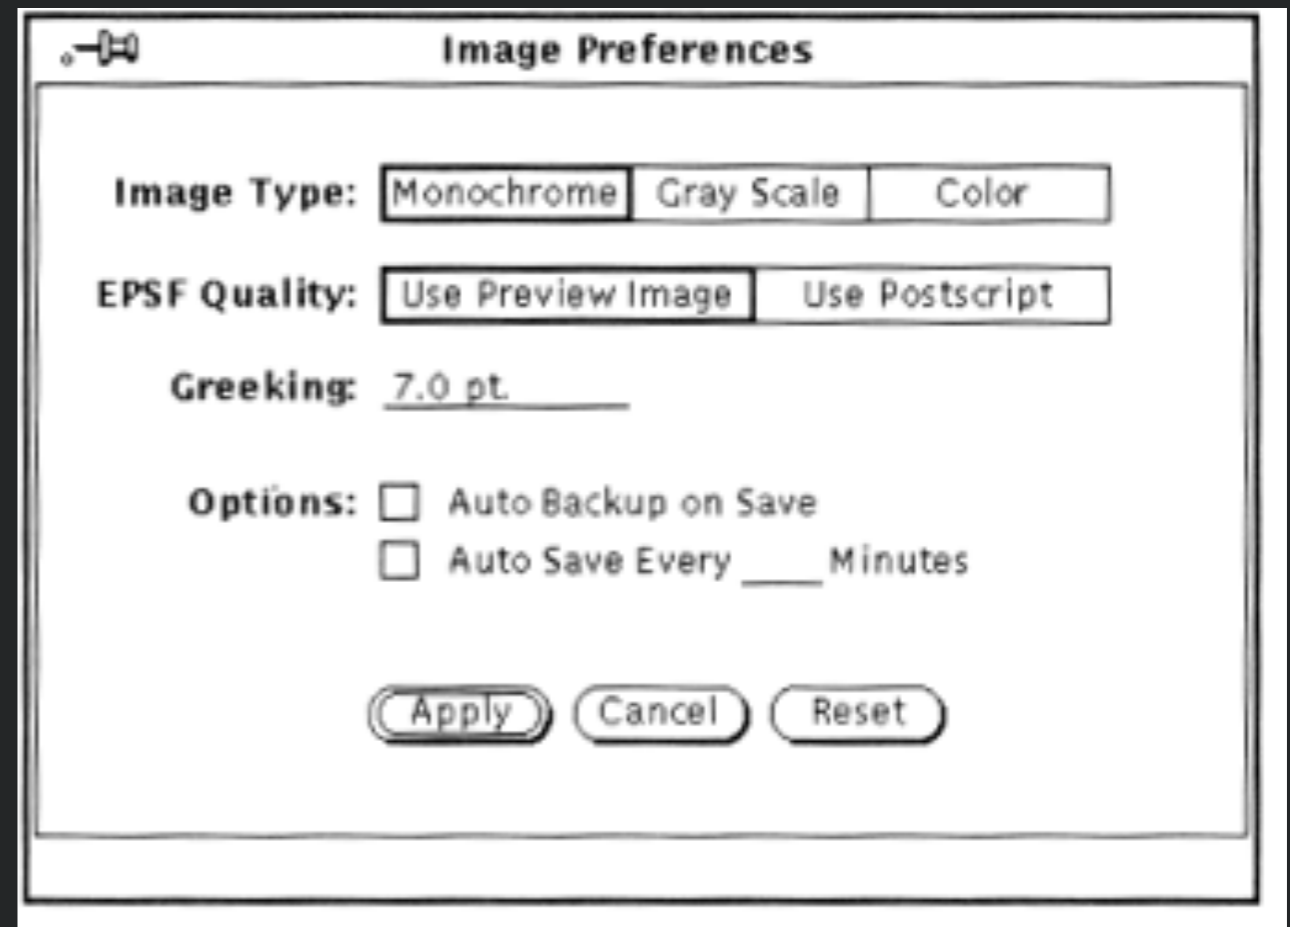 Image Preferences
Image Type: Monochrome Gray Scale Color
EPSF Quality: Use Preview Image Use Postscript
Greeking: 7.0 pt.
Options: Auto Backup on Save
Auto Save Every ____ Minutes
Apply Cancel Reset